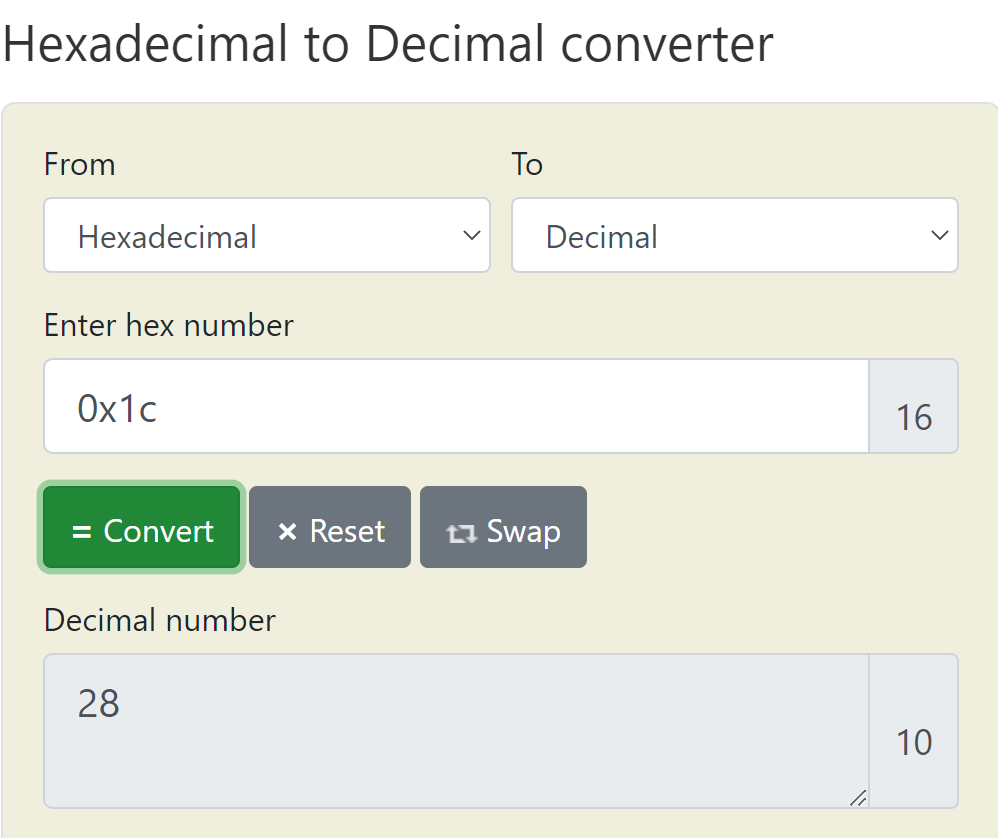 Hexadecimal to Decimal converter
From To
Hexadecimal Decimal
Enter hex number
0x1c 16
= Convert × Reset Swap
Decimal number
28
10